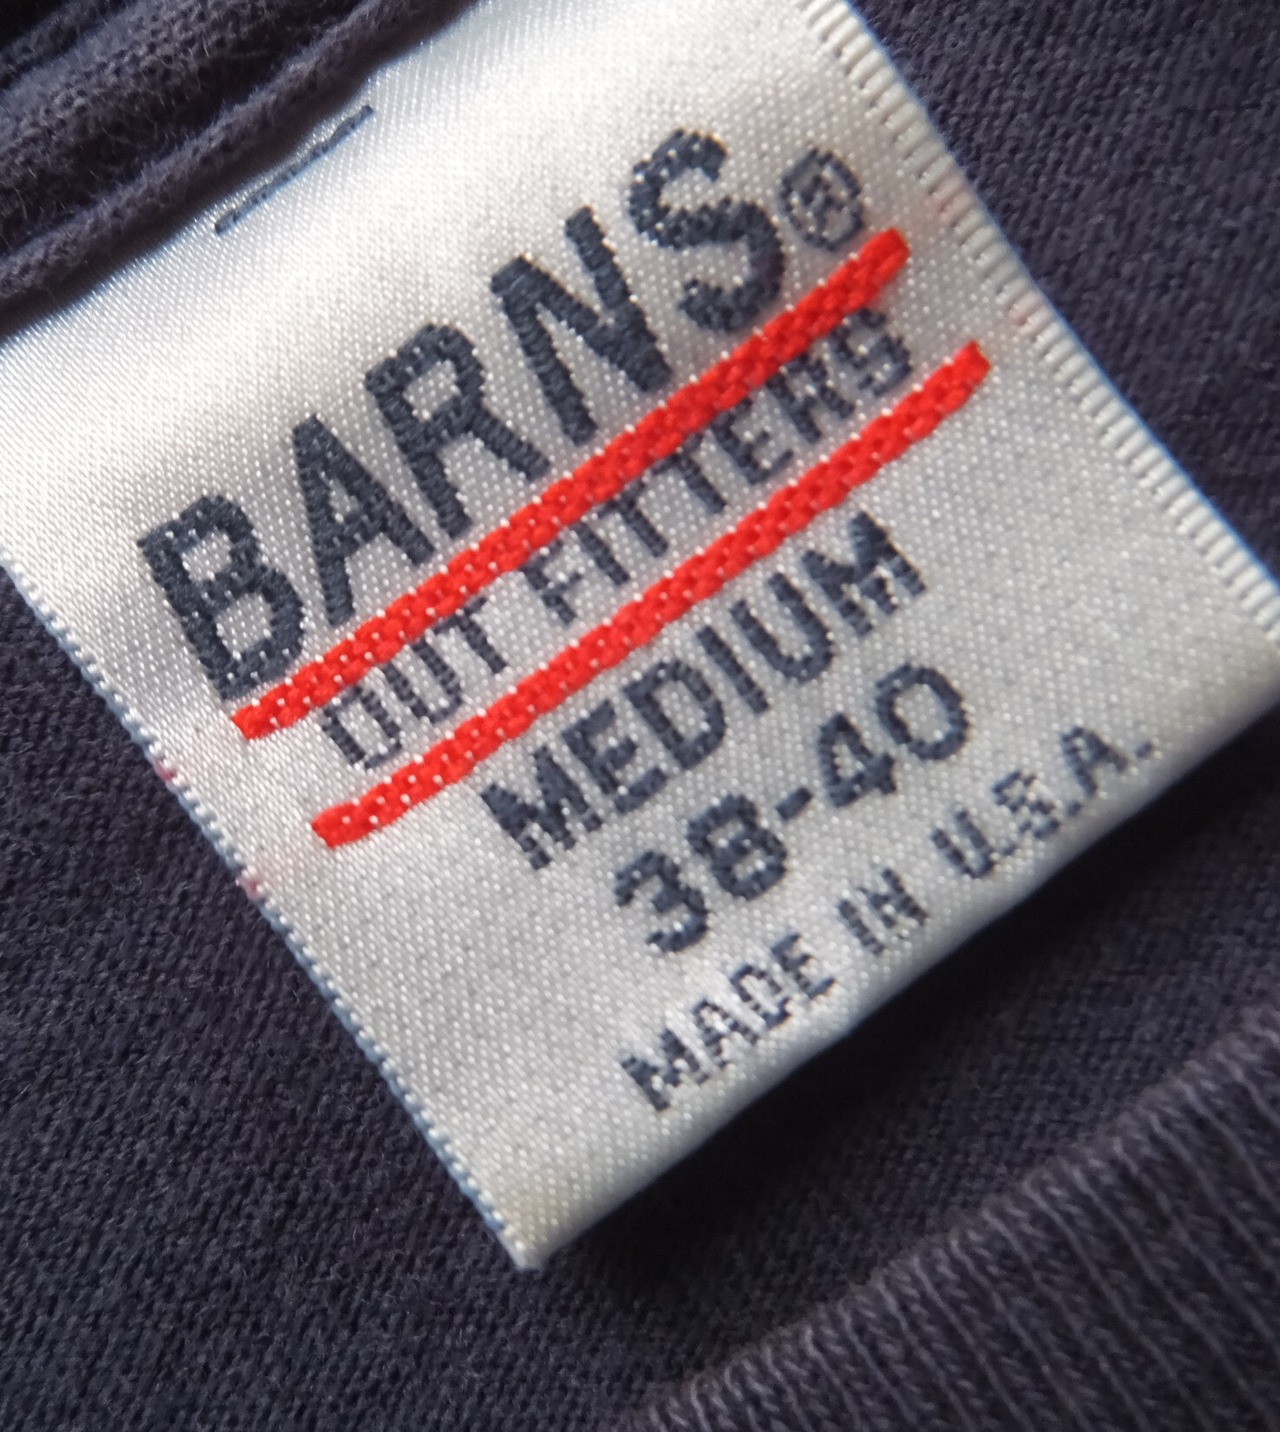 BARNS®
OUT FITTERS
MEDIUM
38-40
MADE IN U.S.A.